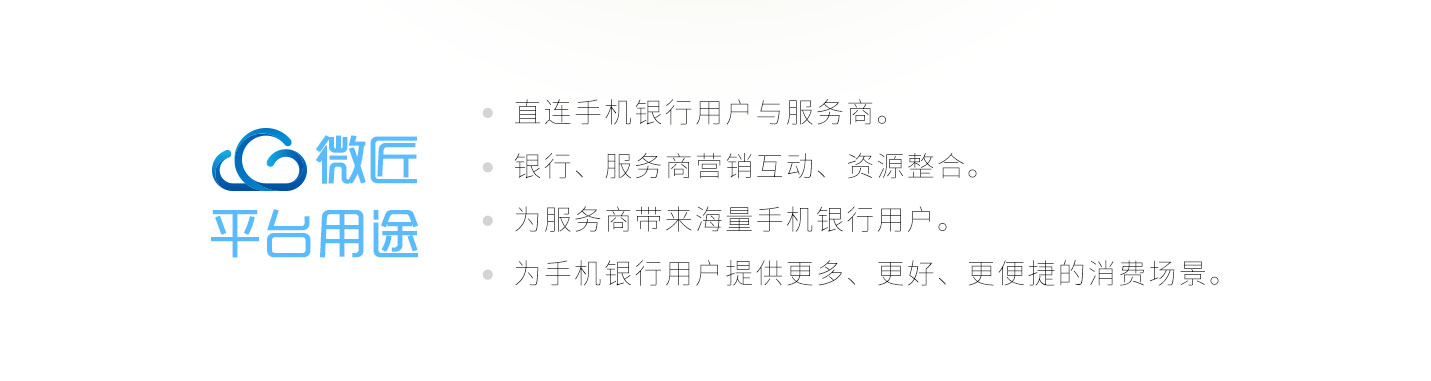 微匠
平台用途
直连手机银行用户与服务商。
银行、服务商营销互动、资源整合。
为服务商带来海量手机银行用户。
为手机银行用户提供更多、更好、更便捷的消费场景。